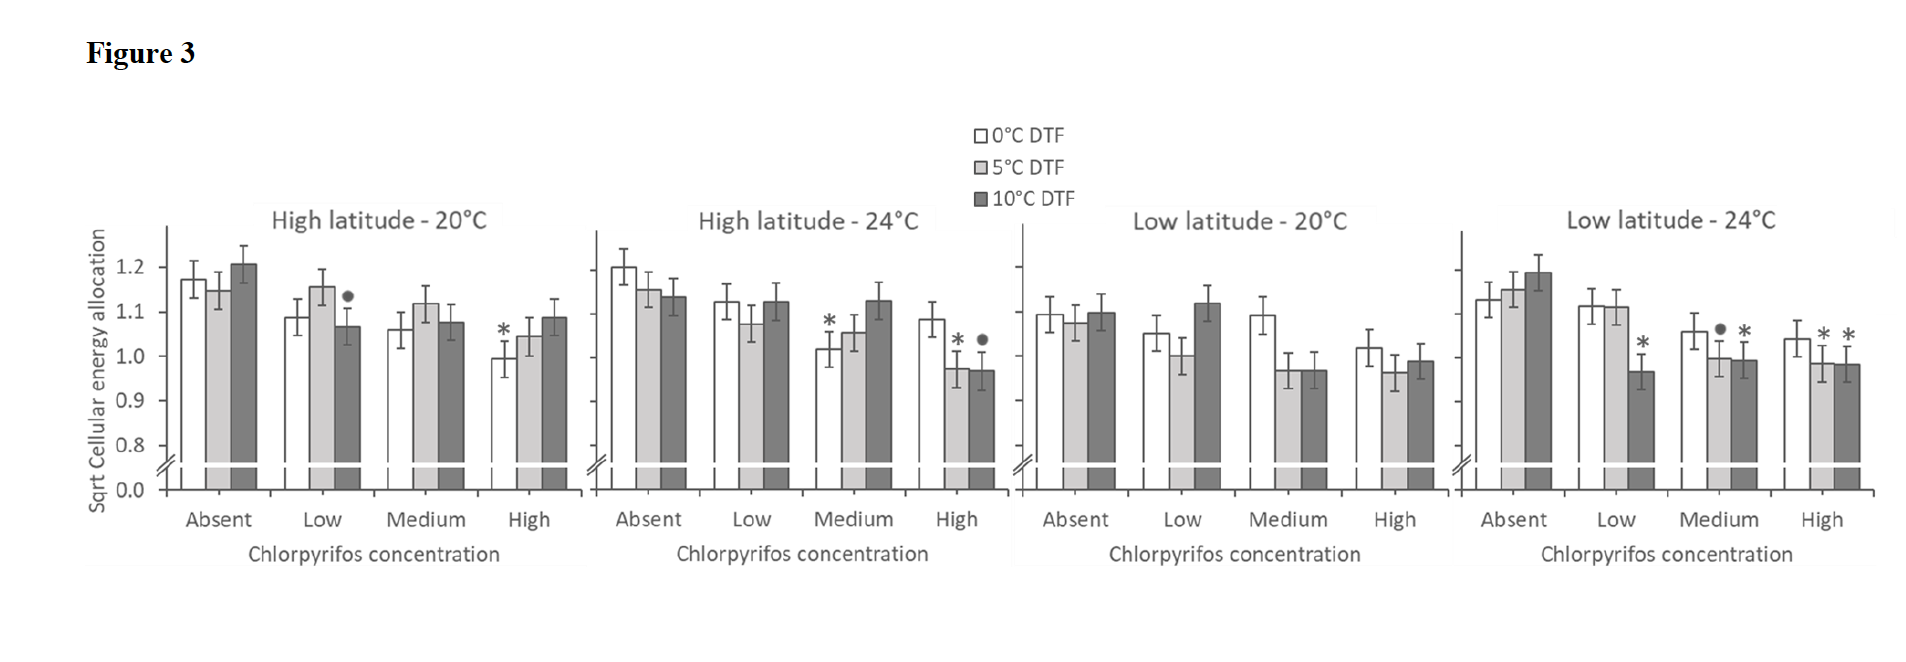 Figure 3
0°C DTF
5°C DTF
10°C DTF
High latitude - 20°C
High latitude - 24°C
Low latitude - 20°C
Low latitude - 24°C
Sqrt Cellular energy allocation
1.2
1.1
1.0
0.9
0.8
0.0
* 
* *
* * * *
Absent Low Medium High
Absent Low Medium High
Absent Low Medium High
Absent Low Medium High
Chlorpyrifos concentration
Chlorpyrifos concentration
Chlorpyrifos concentration
Chlorpyrifos concentration